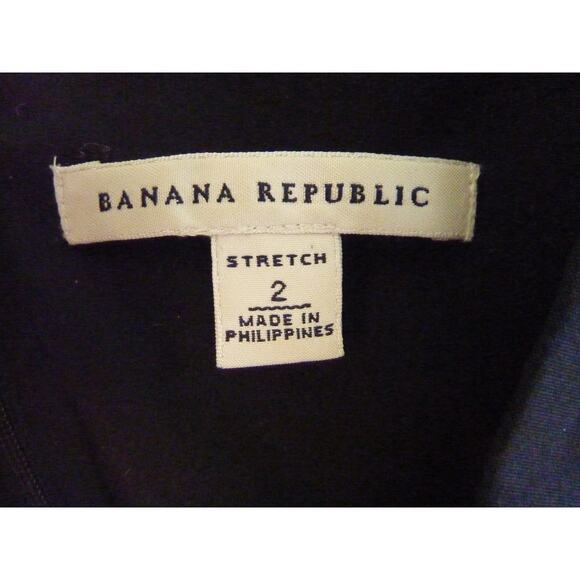 BANANA REPUBLIC
STRETCH
2
MADE IN
PHILIPPINES